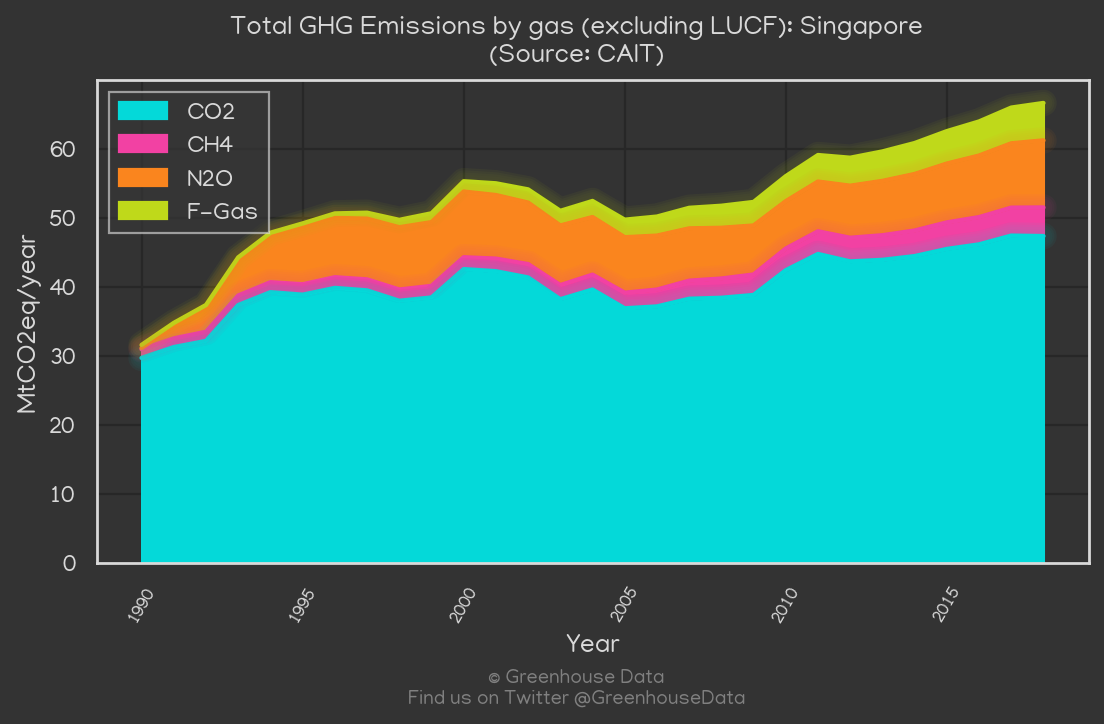 Total GHG Emissions by gas (excluding LUCF): Singapore
(Source: CAIT)
CO2
CH4
N2O
F-Gas
MtCO2eq/year
60
50
40
30
20
10
0
1990
1995
2000
2005
2010
2015
Year
© Greenhouse Data
Find us on Twitter @GreenhouseData